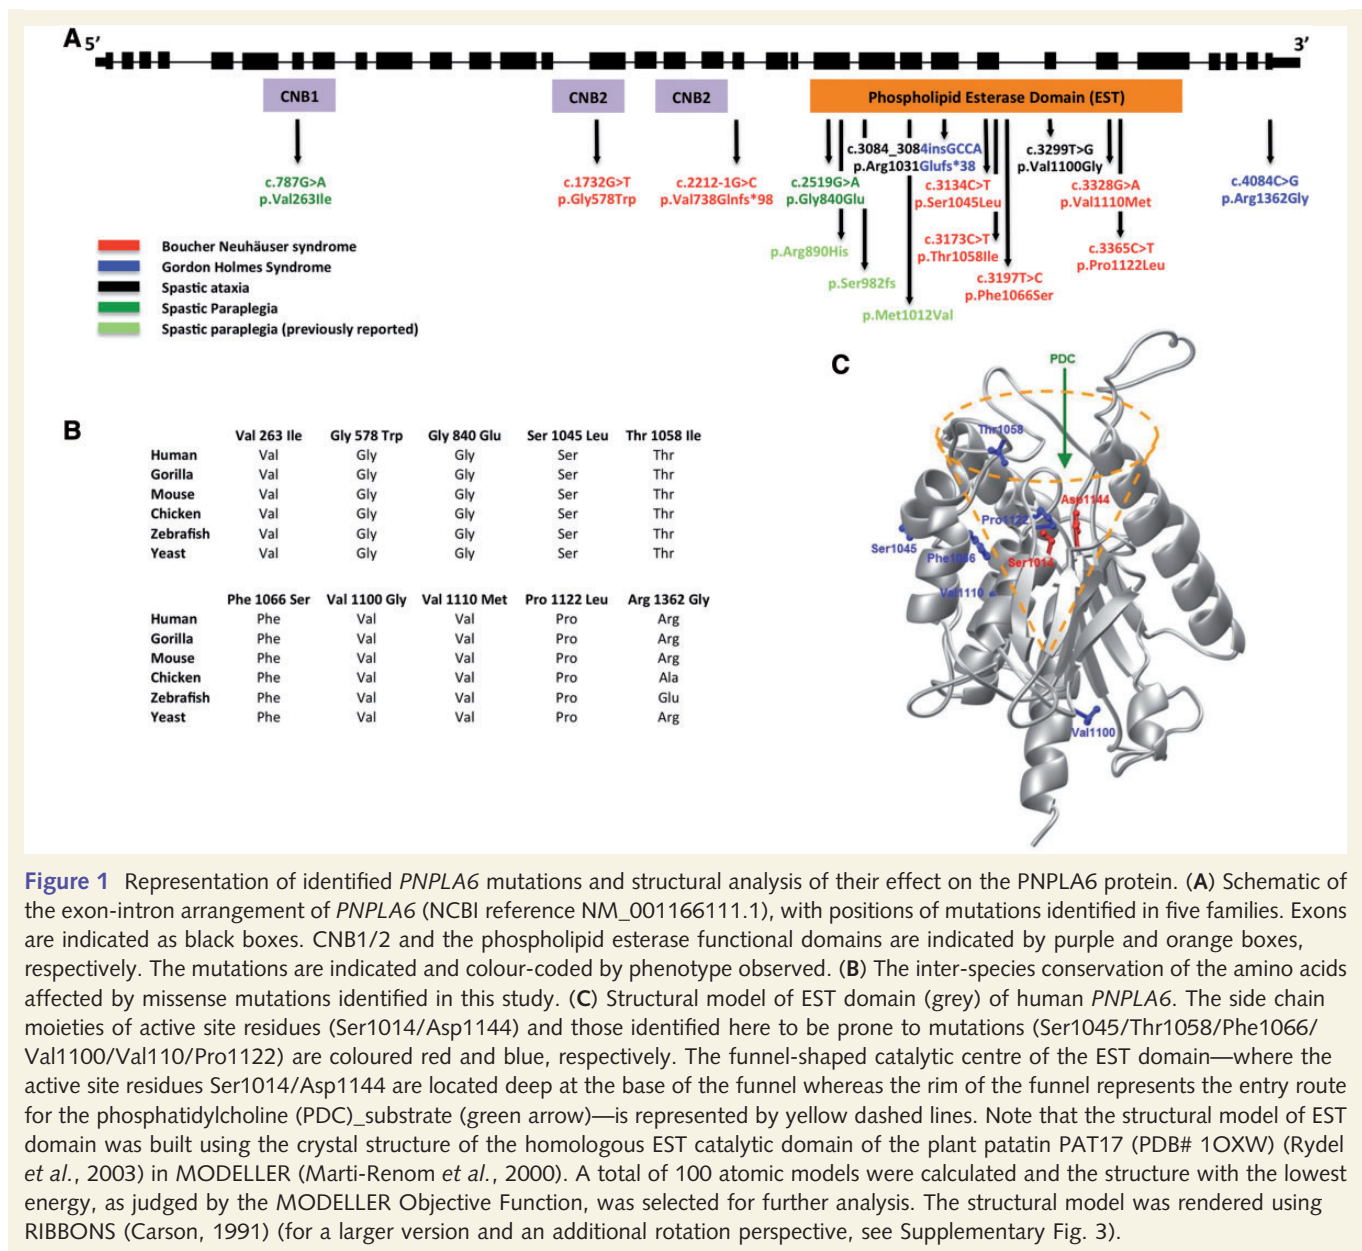 A 5’ 3’
CNB1 CNB2 CNB2 Phospholipid Esterase Domain (EST)
c.787G>A
p.Val263Ile
c.1732G>T
p.Gly578Trp
c.2212-1G>C
p.Val738Glnfs*98
c.2519G>A
p.Gly840Glu
c.3084_3084insGCCA
p.Arg1031Glufs*38
c.3134C>T
p.Ser1045Leu
c.3299T>G
p.Val1100Gly
c.3328G>A
p.Val1110Met
c.4084C>G
p.Arg1362Gly
p.Arg890His
p.Ser982fs
p.Met1012Val
c.3173C>T
p.Thr1058Ile
c.3197T>C
p.Phe1066Ser
c.3365C>T
p.Pro1122Leu
Boucher Neuhäuser syndrome
Gordon Holmes Syndrome
Spastic ataxia
Spastic Paraplegia
Spastic paraplegia (previously reported)
B
Val 263 Ile Gly 578 Trp Gly 840 Glu Ser 1045 Leu Thr 1058 Ile
Human Val Gly Gly Ser Thr
Gorilla Val Gly Gly Ser Thr
Mouse Val Gly Gly Ser Thr
Chicken Val Gly Gly Ser Thr
Zebrafish Val Gly Gly Ser Thr
Yeast Val Gly Gly Ser Thr
Phe 1066 Ser Val 1100 Gly Val 1110 Met Pro 1122 Leu Arg 1362 Gly
Human Phe Val Val Pro Arg
Gorilla Phe Val Val Pro Arg
Mouse Phe Val Val Pro Arg
Chicken Phe Val Val Pro Ala
Zebrafish Phe Val Val Pro Glu
Yeast Phe Val Val Pro Arg
C
PDC
Thr1058
Asp1144
Pro1122
Ser1045
Phe1066
Ser1014
Val1110
Val1100
Figure 1 Representation of identified PNPLA6 mutations and structural analysis of their effect on the PNPLA6 protein. (A) Schematic of
the exon-intron arrangement of PNPLA6 (NCBI reference NM_001166111.1), with positions of mutations identified in five families. Exons
are indicated as black boxes. CNB1/2 and the phospholipid esterase functional domains are indicated by purple and orange boxes,
respectively. The mutations are indicated and colour-coded by phenotype observed. (B) The inter-species conservation of the amino acids
affected by missense mutations identified in this study. (C) Structural model of EST domain (grey) of human PNPLA6. The side chain
moieties of active site residues (Ser1014/Asp1144) and those identified here to be prone to mutations (Ser1045/Thr1058/Phe1066/
Val1100/Val110/Pro1122) are coloured red and blue, respectively. The funnel-shaped catalytic centre of the EST domain—where the
active site residues Ser1014/Asp1144 are located deep at the base of the funnel whereas the rim of the funnel represents the entry route
for the phosphatidylcholine (PDC)_substrate (green arrow)—is represented by yellow dashed lines. Note that the structural model of EST
domain was built using the crystal structure of the homologous EST catalytic domain of the plant patatin PAT17 (PDB# 1OXW) (Rydel
et al., 2003) in MODELLER (Marti-Renom et al., 2000). A total of 100 atomic models were calculated and the structure with the lowest
energy, as judged by the MODELLER Objective Function, was selected for further analysis. The structural model was rendered using
RIBBONS (Carson, 1991) (for a larger version and an additional rotation perspective, see Supplementary Fig. 3).